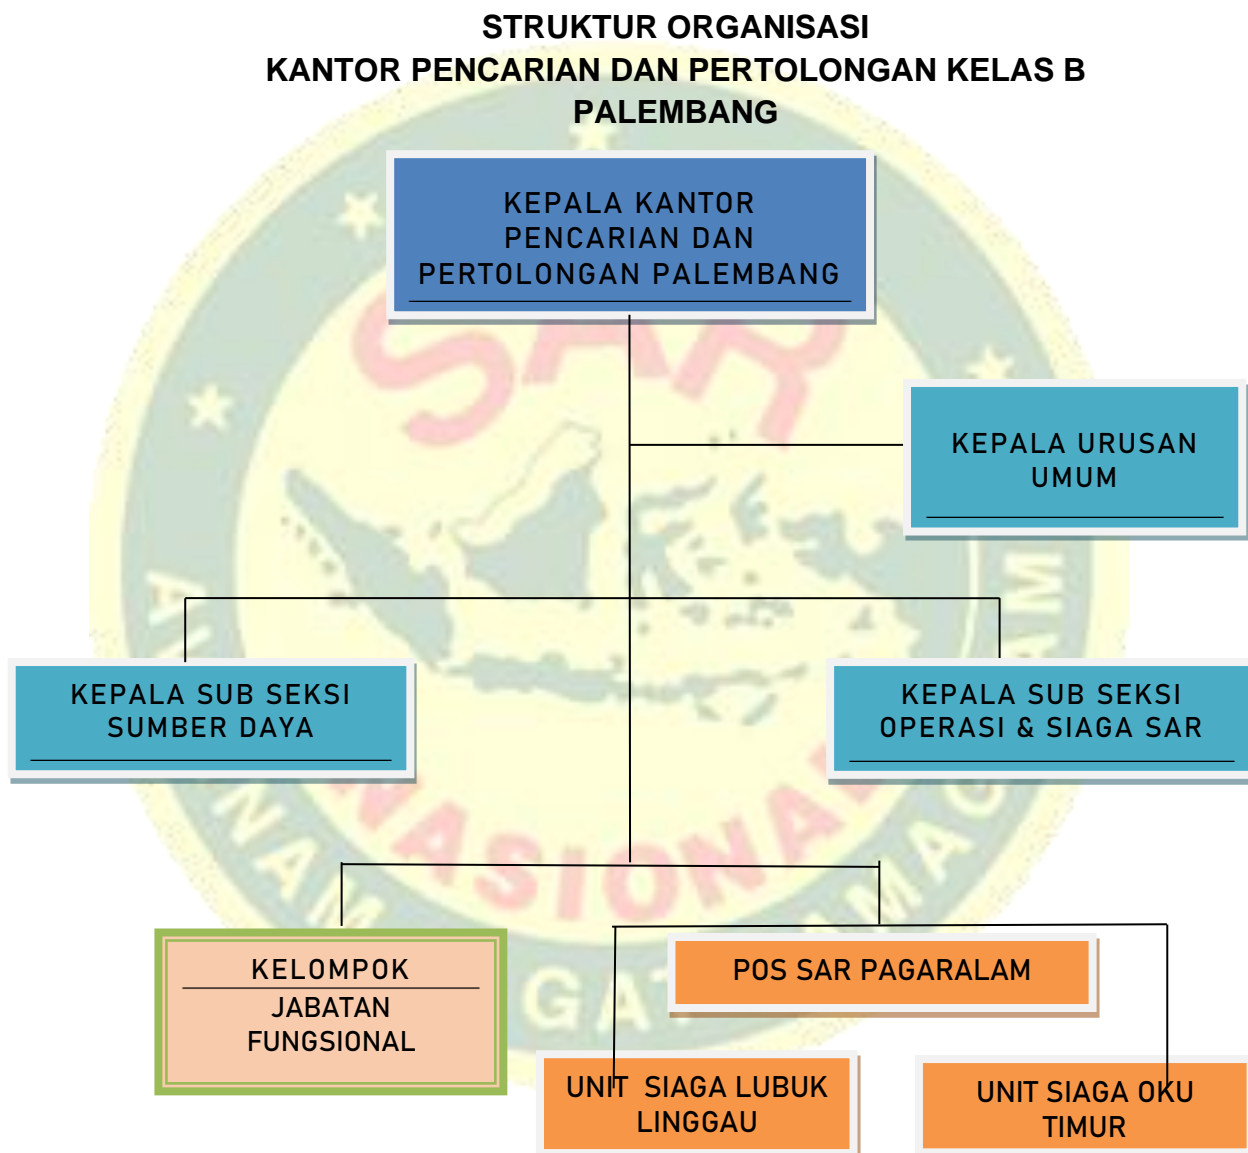 STRUKTUR ORGANISASI
KANTOR PENCARIAN DAN PERTOLONGAN KELAS B
PALEMBANG
KEPALA KANTOR
PENCARIAN DAN
PERTOLONGAN PALEMBANG
KEPALA URUSAN
UMUM
KEPALA SUB SEKSI
SUMBER DAYA
KEPALA SUB SEKSI
OPERASI & SIAGA SAR
KELOMPOK
JABATAN
FUNGSIONAL
POS SAR PAGARALAM
UNIT SIAGA LUBUK
LINGGAU
UNIT SIAGA OKU
TIMUR
SAR
NASIONAL